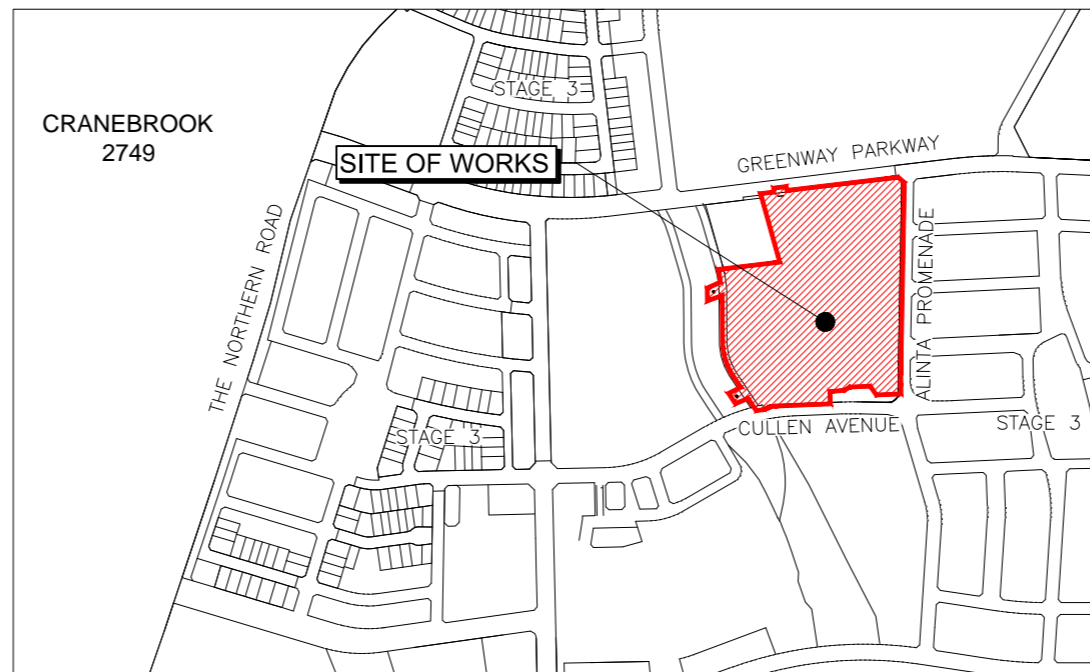 STAGE 3
CRANEBROOK
2749
SITE OF WORKS
GREENWAY PARKWAY
THE NORTHERN ROAD
ALINTA PROMENADE
STAGE 3
CULLEN AVENUE
STAGE 3